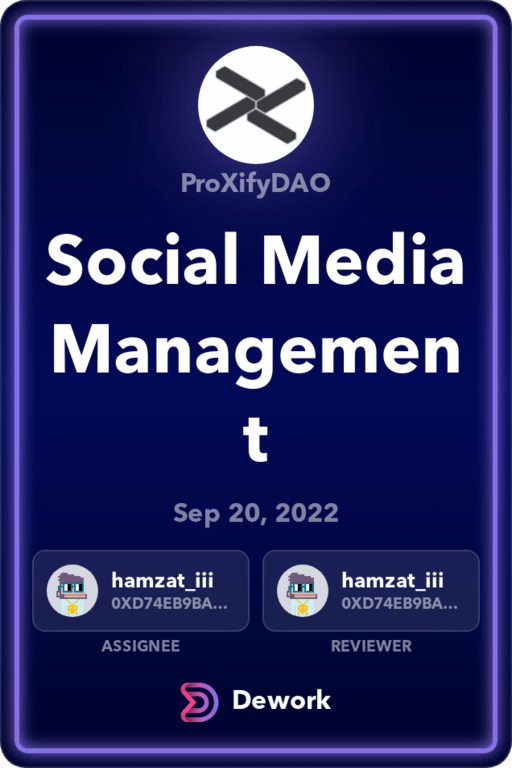 ProXifyDAO
Social Media
Managemen
t
Sep 20, 2022
hamzat_iii
0XD74EB9BA...
ASSIGNEE
hamzat_iii
0XD74EB9BA...
REVIEWER
Dework